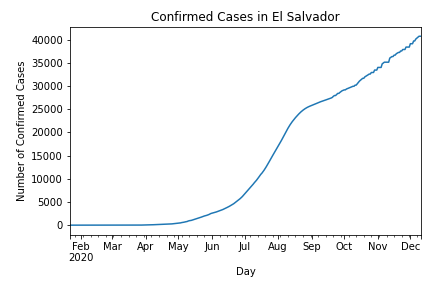 Confirmed Cases in El Salvador
Number of Confirmed Cases
40000
35000
30000
25000
20000
15000
10000
5000
0
Feb Mar Apr May Jun Jul Aug Sep Oct Nov Dec
2020
Day